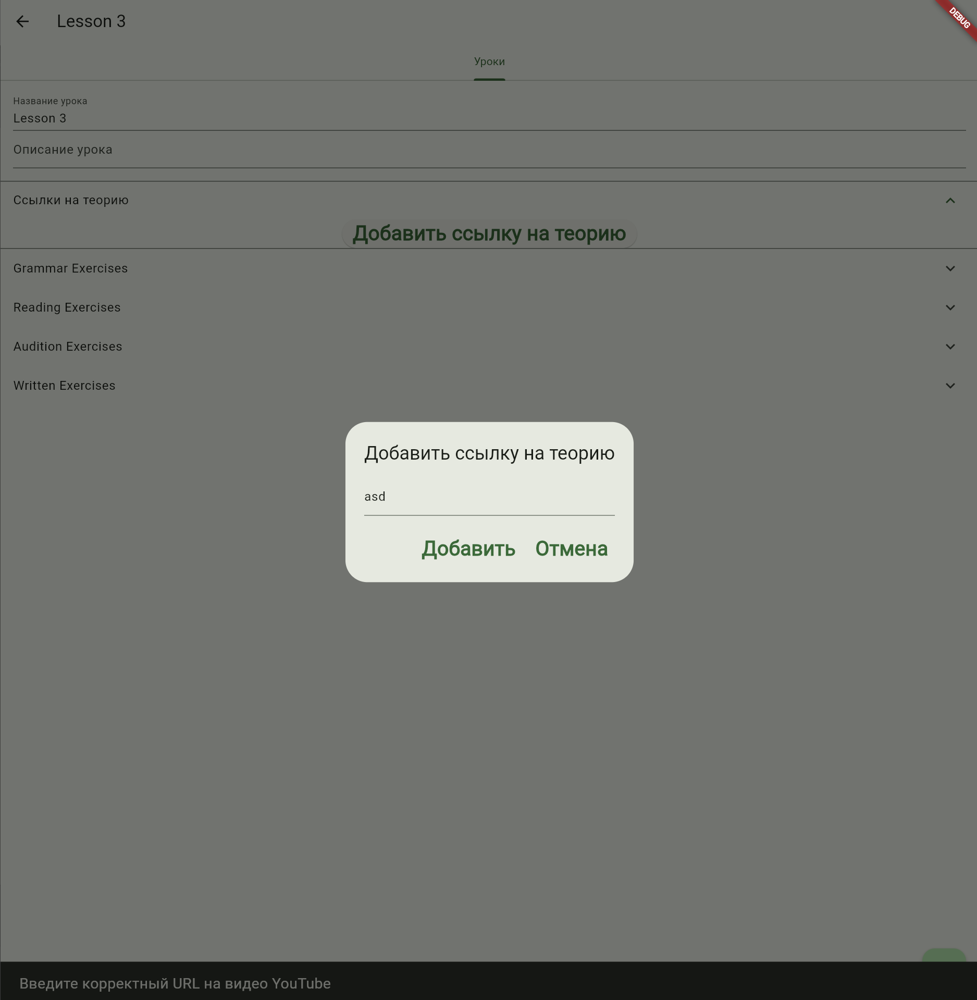 Lesson 3
DEBUG
Уроки
Название урока
Lesson 3
Описание урока
Ссылки на теорию
Добавить ссылку на теорию
Grammar Exercises
Reading Exercises
Audition Exercises
Written Exercises
Добавить ссылку на теорию
asd
Добавить Отмена
Введите корректный URL на видео YouTube